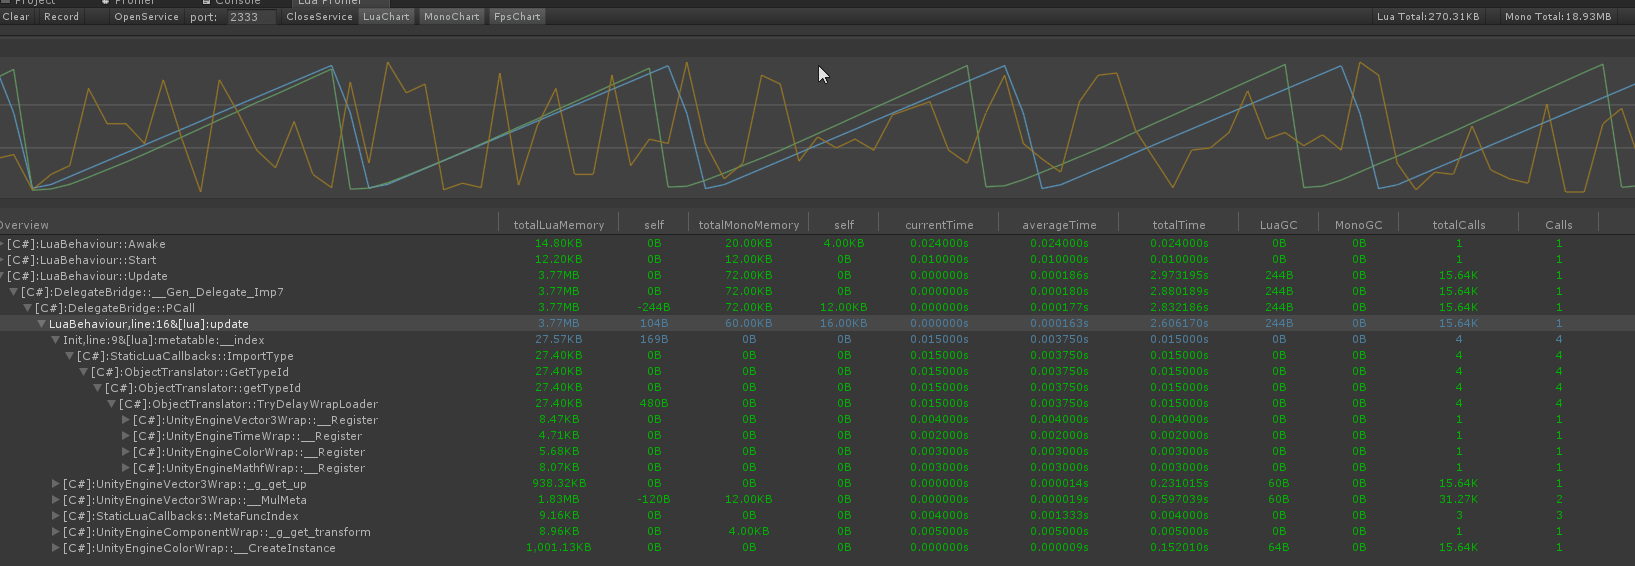 Project Profiler Console Lua Profiler
Clear Record OpenService port: 2333 CloseService LuaChart MonoChart FpsChart Lua Total:270.31KB Mono Total:18.93MB
Overview totalLuaMemory self totalMonoMemory self currentTime averageTime totalTime LuaGC MonoGC totalCalls Calls
[C#]:LuaBehaviour::Awake 14.80KB 0B 20.00KB 4.00KB 0.024000s 0.024000s 0.024000s 0B 0B 1 1
[C#]:LuaBehaviour::Start 12.20KB 0B 12.00KB 0B 0.010000s 0.010000s 0.010000s 0B 0B 1 1
[C#]:LuaBehaviour::Update 3.77MB 0B 72.00KB 0B 0.000000s 0.000186s 2.973195s 244B 0B 15.64K 1
[C#]:DelegateBridge::__Gen_Delegate_Imp7 3.77MB 0B 72.00KB 0B 0.000000s 0.000180s 2.880189s 244B 0B 15.64K 1
[C#]:DelegateBridge::PCall 3.77MB -244B 72.00KB 12.00KB 0.000000s 0.000177s 2.832186s 244B 0B 15.64K 1
LuaBehaviour,line:16&[lua]:update 3.77MB 104B 60.00KB 16.00KB 0.000000s 0.000163s 2.606170s 244B 0B 15.64K 1
Init,line:9&[lua]:metatable:__index 27.57KB 169B 0B 0B 0.015000s 0.003750s 0.015000s 0B 0B 4 4
[C#]:StaticLuaCallbacks::ImportType 27.40KB 0B 0B 0B 0.015000s 0.003750s 0.015000s 0B 0B 4 4
[C#]:ObjectTranslator::GetTypeId 27.40KB 0B 0B 0B 0.015000s 0.003750s 0.015000s 0B 0B 4 4
[C#]:ObjectTranslator::getTypeId 27.40KB 0B 0B 0B 0.015000s 0.003750s 0.015000s 0B 0B 4 4
[C#]:ObjectTranslator::TryDelayWrapLoader 27.40KB 480B 0B 0B 0.015000s 0.003750s 0.015000s 0B 0B 4 4
[C#]:UnityEngineVector3Wrap::__Register 8.47KB 0B 0B 0B 0.004000s 0.004000s 0.004000s 0B 0B 1 1
[C#]:UnityEngineTimeWrap::__Register 4.71KB 0B 0B 0B 0.002000s 0.002000s 0.002000s 0B 0B 1 1
[C#]:UnityEngineColorWrap::__Register 5.68KB 0B 0B 0B 0.003000s 0.003000s 0.003000s 0B 0B 1 1
[C#]:UnityEngineMathfWrap::__Register 8.07KB 0B 0B 0B 0.003000s 0.003000s 0.003000s 0B 0B 1 1
[C#]:UnityEngineVector3Wrap::_g_get_up 938.32KB 0B 0B 0B 0.000000s 0.000014s 0.231015s 60B 0B 15.64K 1
[C#]:UnityEngineVector3Wrap::__MulMeta 1.83MB -120B 12.00KB 0B 0.000000s 0.000019s 0.597039s 60B 0B 31.27K 2
[C#]:StaticLuaCallbacks::MetaFuncIndex 9.16KB 0B 0B 0B 0.004000s 0.001333s 0.004000s 0B 0B 3 3
[C#]:UnityEngineComponentWrap::_g_get_transform 8.96KB 0B 4.00KB 0B 0.005000s 0.005000s 0.005000s 0B 0B 1 1
[C#]:UnityEngineColorWrap::__CreateInstance 1,001.13KB 0B 0B 0B 0.000000s 0.000009s 0.152010s 64B 0B 15.64K 1